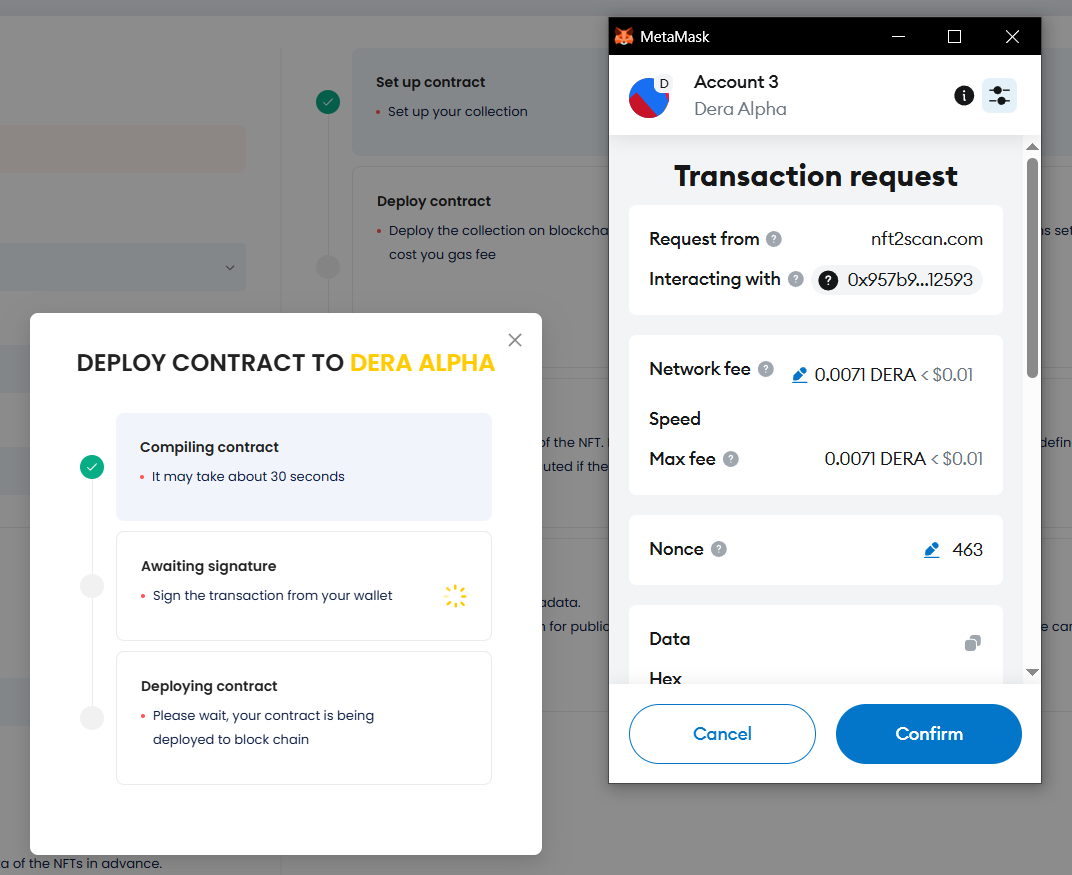 Set up contract
Set up your collection
Deploy contract
Deploy the collection on blockcha
cost you gas fee
ns set
of the NFT.
defin
uted if the
adata.
for public
e car
a of the NFTs in advance.
DEPLOY CONTRACT TO DERA ALPHA
Compiling contract
It may take about 30 seconds
Awaiting signature
Sign the transaction from your wallet
Deploying contract
Please wait, your contract is being
deployed to block chain
MetaMask
D
Account 3
Dera Alpha
Transaction request
Request from ? nft2scan.com
Interacting with ? ? 0x957b9...12593
Network fee ? 0.0071 DERA < $0.01
Speed
Max fee ? 0.0071 DERA < $0.01
Nonce ? 463
Data
Hex
Cancel
Confirm